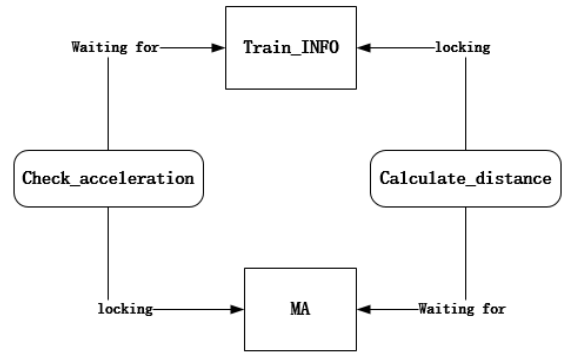 Waiting for
Train_INFO
locking
Check_acceleration
Calculate_distance
locking
MA
Waiting for